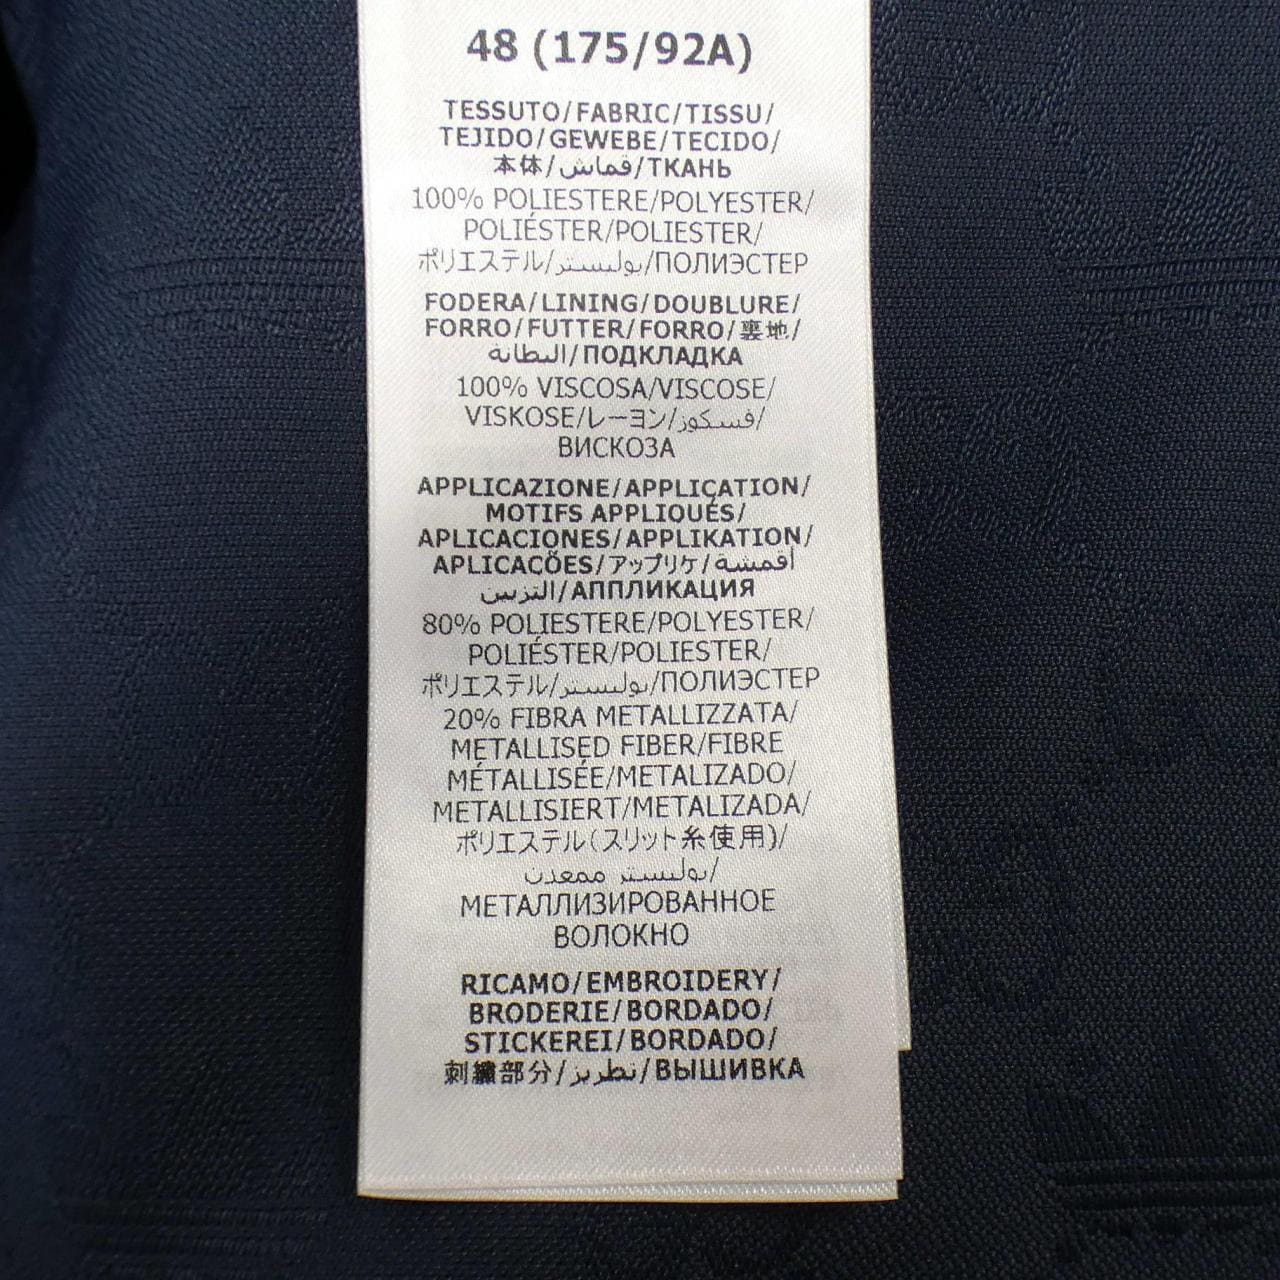 48 (175/92A)
TESSUTO/FABRIC/TISSU/
TEJIDO/GEWEBE/TECIDO/
本体/قماش/ТКАНЬ
100% POLIESTERE/POLYESTER/
POLIÉSTER/POLIESTER/
ポリエステル/بوليستر/ПОЛИЭСТЕР
FODERA/LINING/DOUBLURE/
FORRO/FUTTER/FORRO/裏地/
البطانة/ПОДКЛАДКА
100% VISCOSA/VISCOSE/
VISKOSE/レーヨン/فسكوز/
ВИСКОЗА
APPLICAZIONE/APPLICATION/
MOTIFS APPLIQUÉS/
APLICACIONES/APPLIKATION/
APLICACÕES/アップリケ/أقمشة
التزيين/АППЛИКАЦИЯ
80% POLIESTERE/POLYESTER/
POLIÉSTER/POLIESTER/
ポリエステル/بوليستر/ПОЛИЭСТЕР
20% FIBRA METALLIZZATA/
METALLISED FIBER/FIBRE
MÉTALLISÉE/METALIZADO/
METALLISIERT/METALIZADA/
ポリエステル(スリット糸使用)/
بوليستر ممعدن/
МЕТАЛЛИЗИРОВАННОЕ
ВОЛОКНО
RICAMO/EMBROIDERY/
BRODERIE/BORDADO/
STICKEREI/BORDADO/
刺繍部分/تطريز/ВЫШИВКА